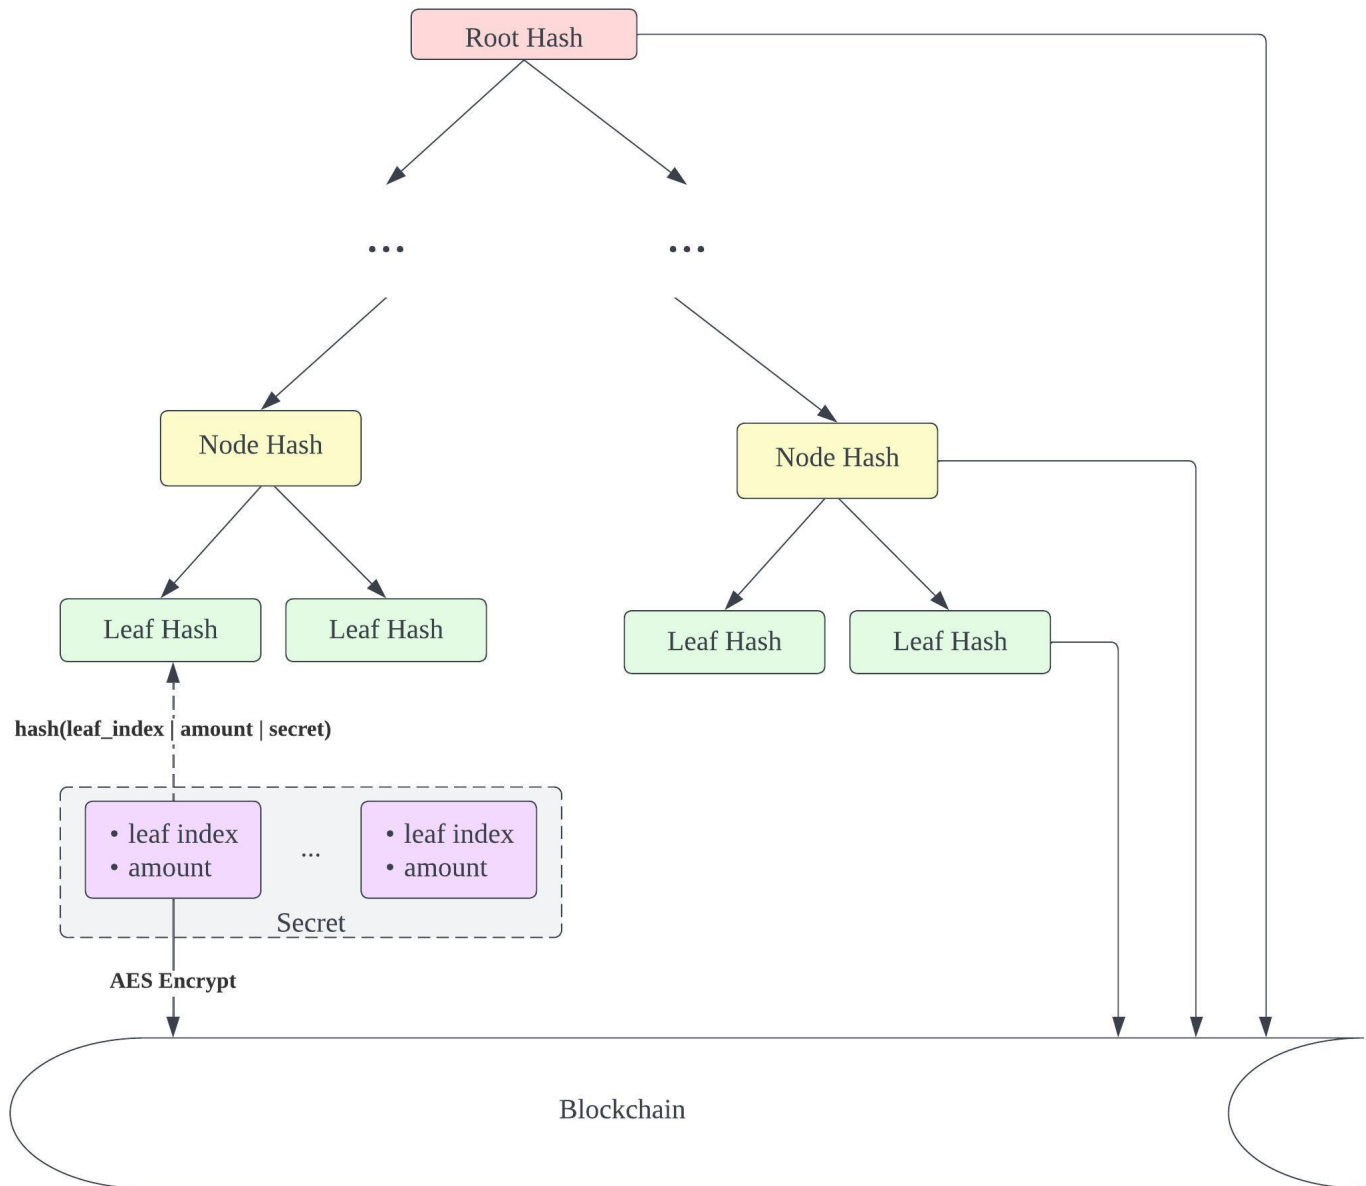 Root Hash
... ...
Node Hash
Node Hash
Leaf Hash Leaf Hash
Leaf Hash Leaf Hash
hash(leaf_index | amount | secret)
• leaf index
• amount
...
• leaf index
• amount
Secret
AES Encrypt
Blockchain